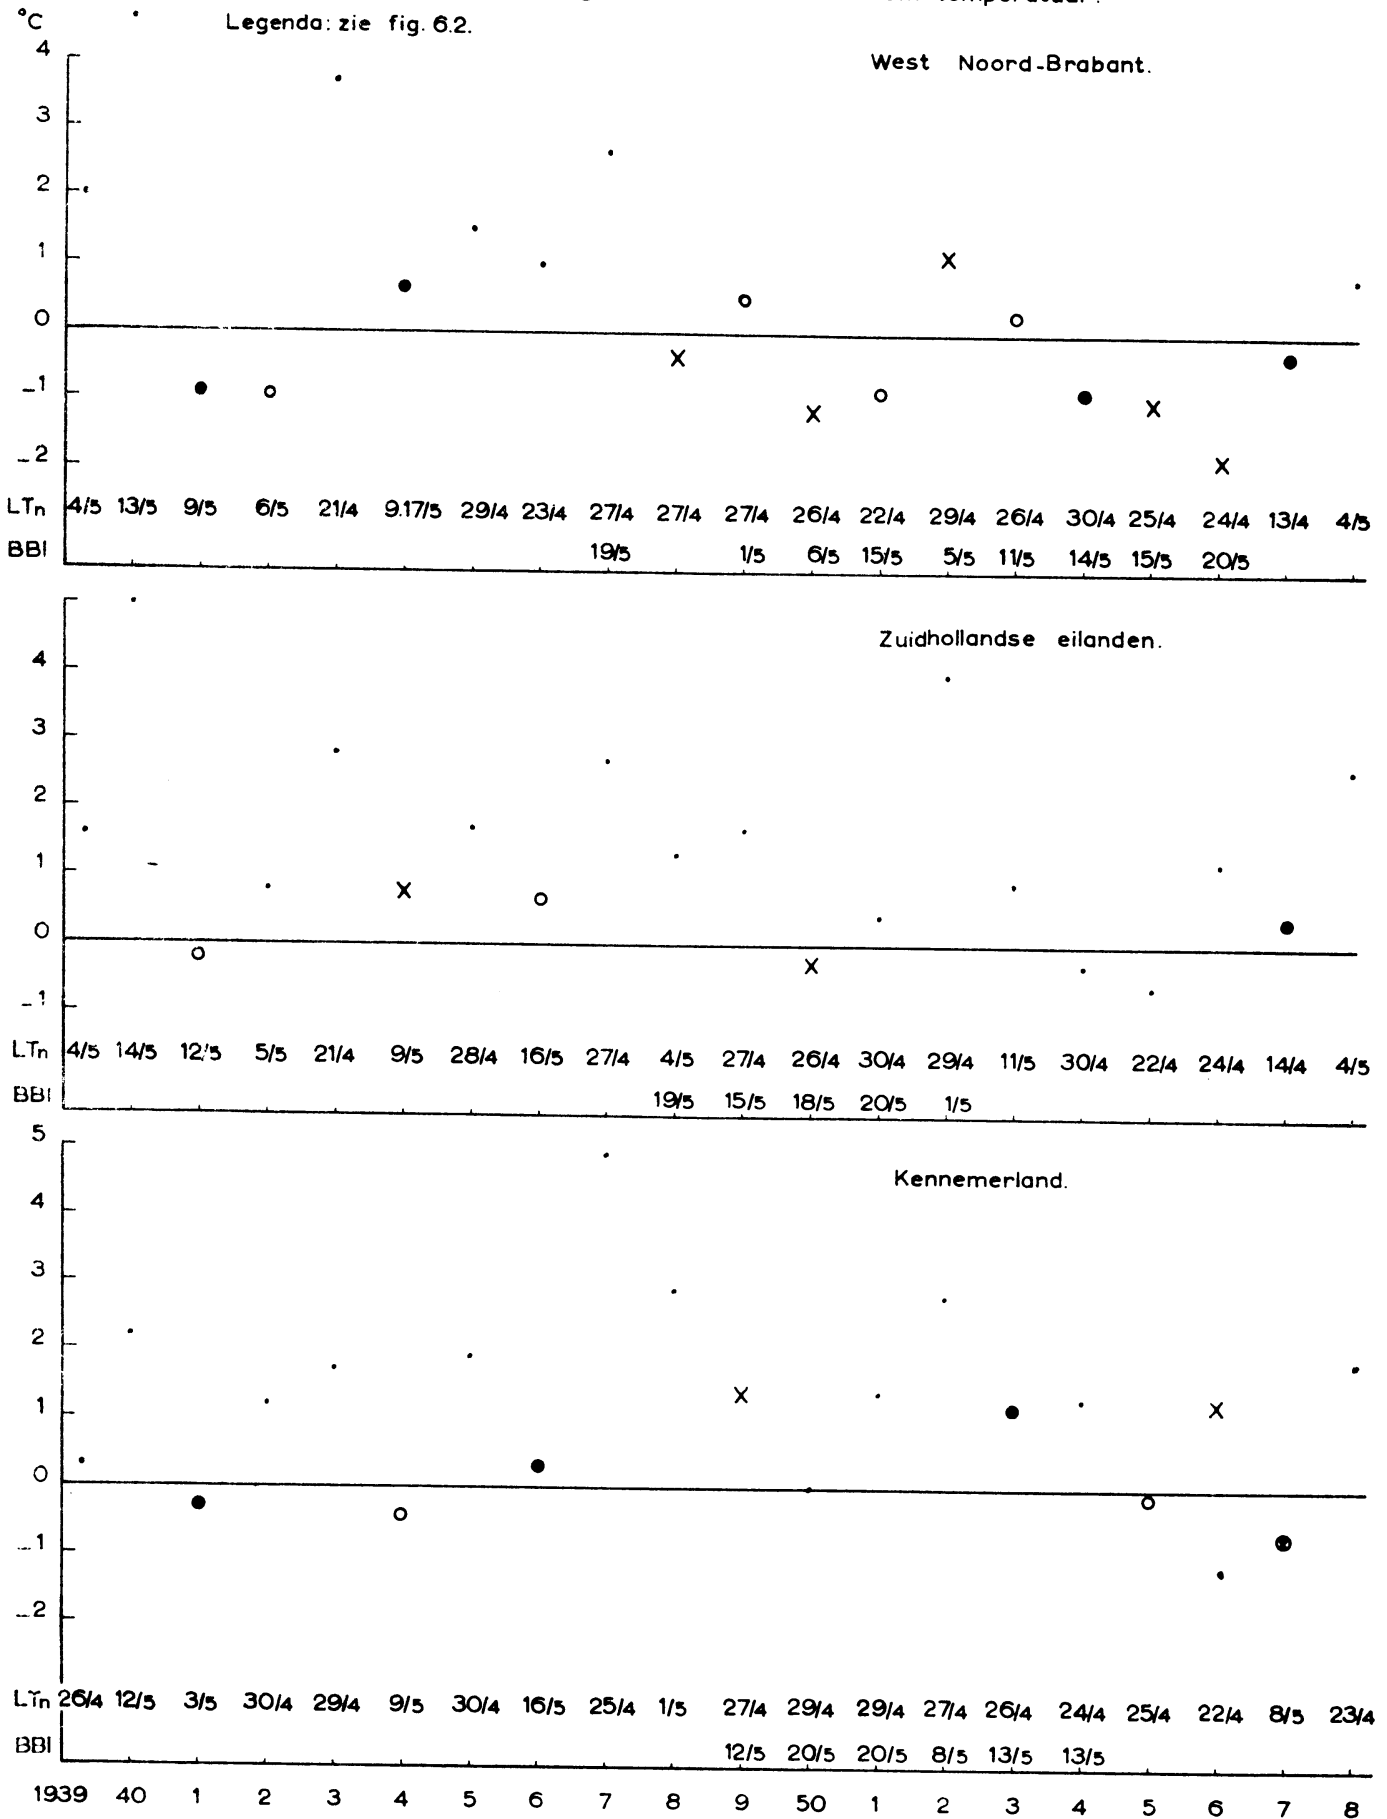 temperatuur.
°C
Legenda: zie fig. 6.2.
West Noord-Brabant.
4
3
2
1
0
-1
-2
LTn 4/5 13/5 9/5 6/5 21/4 9.17/5 29/4 23/4 27/4 27/4 27/4 26/4 22/4 29/4 26/4 30/4 25/4 24/4 13/4 4/5
BBl 19/5 1/5 6/5 15/5 5/5 11/5 14/5 15/5 20/5
Zuidhollandse eilanden.
4
3
2
1
0
-1
LTn 4/5 14/5 12/5 5/5 21/4 9/5 28/4 16/5 27/4 4/5 27/4 26/4 30/4 29/4 11/5 30/4 22/4 24/4 14/4 4/5
BBl 19/5 15/5 18/5 20/5 1/5
5
Kennemerland.
4
3
2
1
0
-1
-2
LTn 26/4 12/5 3/5 30/4 29/4 9/5 30/4 16/5 25/4 1/5 27/4 29/4 29/4 27/4 26/4 24/4 25/4 22/4 8/5 23/4
BBl 12/5 20/5 20/5 8/5 13/5 13/5
1939 40 1 2 3 4 5 6 7 8 9 50 1 2 3 4 5 6 7 8